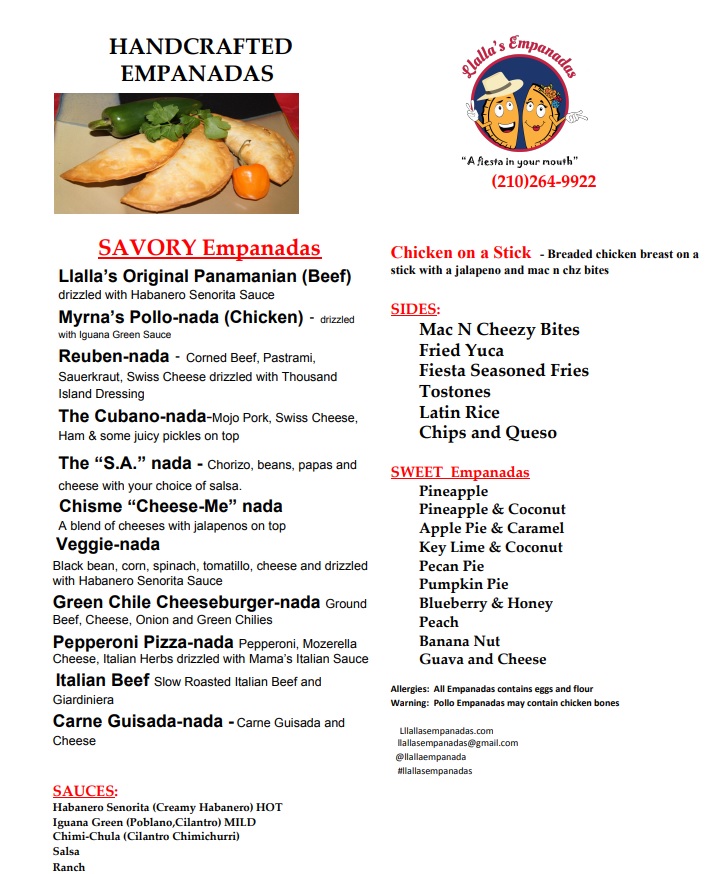 HANDCRAFTED
EMPANADAS
Llalla's Empanadas
"A fiesta in your mouth"
(210)264-9922
SAVORY Empanadas
Llalla's Original Panamanian (Beef)
drizzled with Habanero Senorita Sauce
Myrna's Pollo-nada (Chicken) - drizzled
with Iguana Green Sauce
Reuben-nada - Corned Beef, Pastrami,
Sauerkraut, Swiss Cheese drizzled with Thousand
Island Dressing
The Cubano-nada-Mojo Pork, Swiss Cheese,
Ham & some juicy pickles on top
The "S.A." nada - Chorizo, beans, papas and
cheese with your choice of salsa.
Chisme "Cheese-Me" nada
A blend of cheeses with jalapenos on top
Veggie-nada
Black bean, corn, spinach, tomatillo, cheese and drizzled
with Habanero Senorita Sauce
Green Chile Cheeseburger-nada Ground
Beef, Cheese, Onion and Green Chilies
Pepperoni Pizza-nada Pepperoni, Mozerella
Cheese, Italian Herbs drizzled with Mama's Italian Sauce
Italian Beef Slow Roasted Italian Beef and
Giardiniera
Carne Guisada-nada - Carne Guisada and
Cheese
SAUCES:
Habanero Senorita (Creamy Habanero) HOT
Iguana Green (Poblano,Cilantro) MILD
Chimi-Chula (Cilantro Chimichurri)
Salsa
Ranch
Chicken on a Stick - Breaded chicken breast on a
stick with a jalapeno and mac n chz bites
SIDES:
Mac N Cheezy Bites
Fried Yuca
Fiesta Seasoned Fries
Tostones
Latin Rice
Chips and Queso
SWEET Empanadas
Pineapple
Pineapple & Coconut
Apple Pie & Caramel
Key Lime & Coconut
Pecan Pie
Pumpkin Pie
Blueberry & Honey
Peach
Banana Nut
Guava and Cheese
Allergies: All Empanadas contains eggs and flour
Warning: Pollo Empanadas may contain chicken bones
Lllallasempanadas.com
llallasempanadas@gmail.com
@llallaempanada
#llallasempanadas